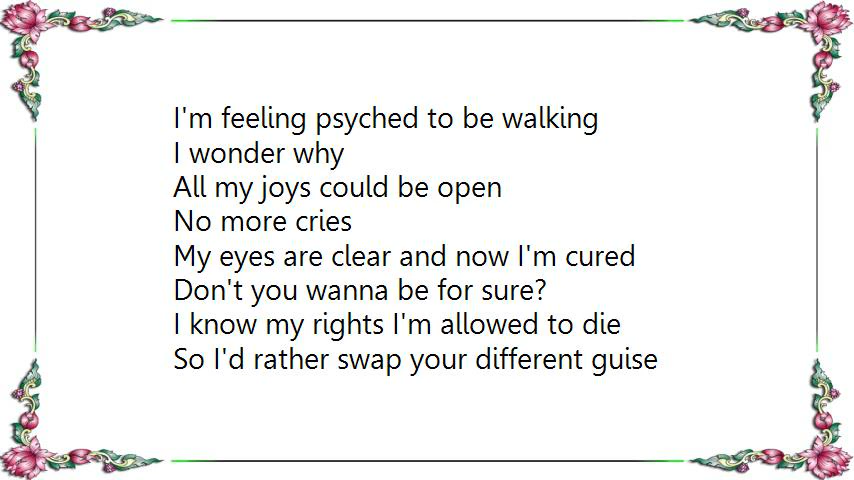 I'm feeling psyched to be walking
I wonder why
All my joys could be open
No more cries
My eyes are clear and now I'm cured
Don't you wanna be for sure?
I know my rights I'm allowed to die
So I'd rather swap your different guise